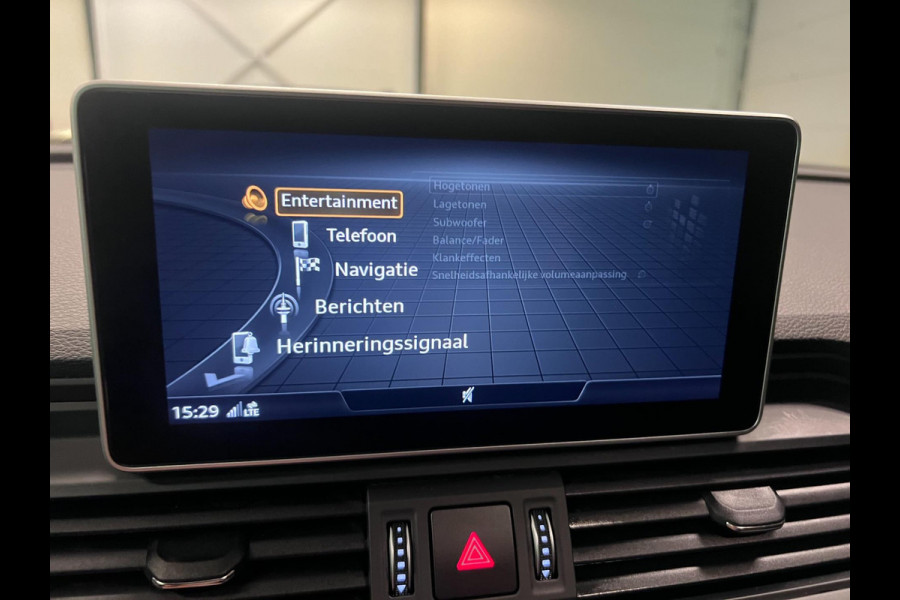 Entertainment
Telefoon
Navigatie
Berichten
Herinneringssignaal
Hogetonen
Lagetonen
Subwoofer
Balance/Fader
Klankeffecten
Snelheidsafhankelijke volumeaanpassing
15:29 LTE